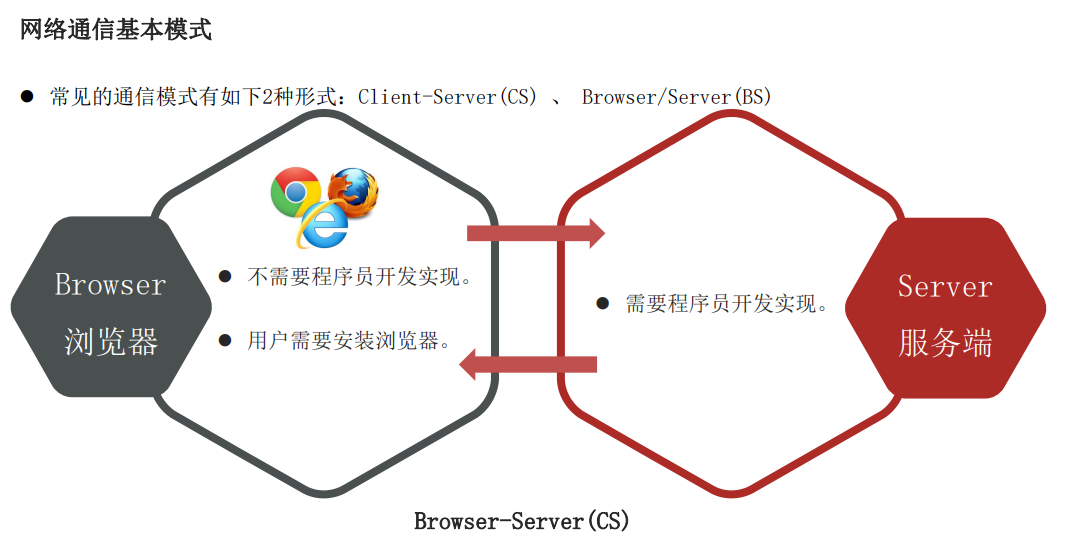 网络通信基本模式
● 常见的通信模式有如下2种形式：Client-Server(CS) 、 Browser/Server(BS)
Browser
浏览器
● 不需要程序员开发实现。
● 用户需要安装浏览器。
● 需要程序员开发实现。
Server
服务端
Browser-Server(CS)